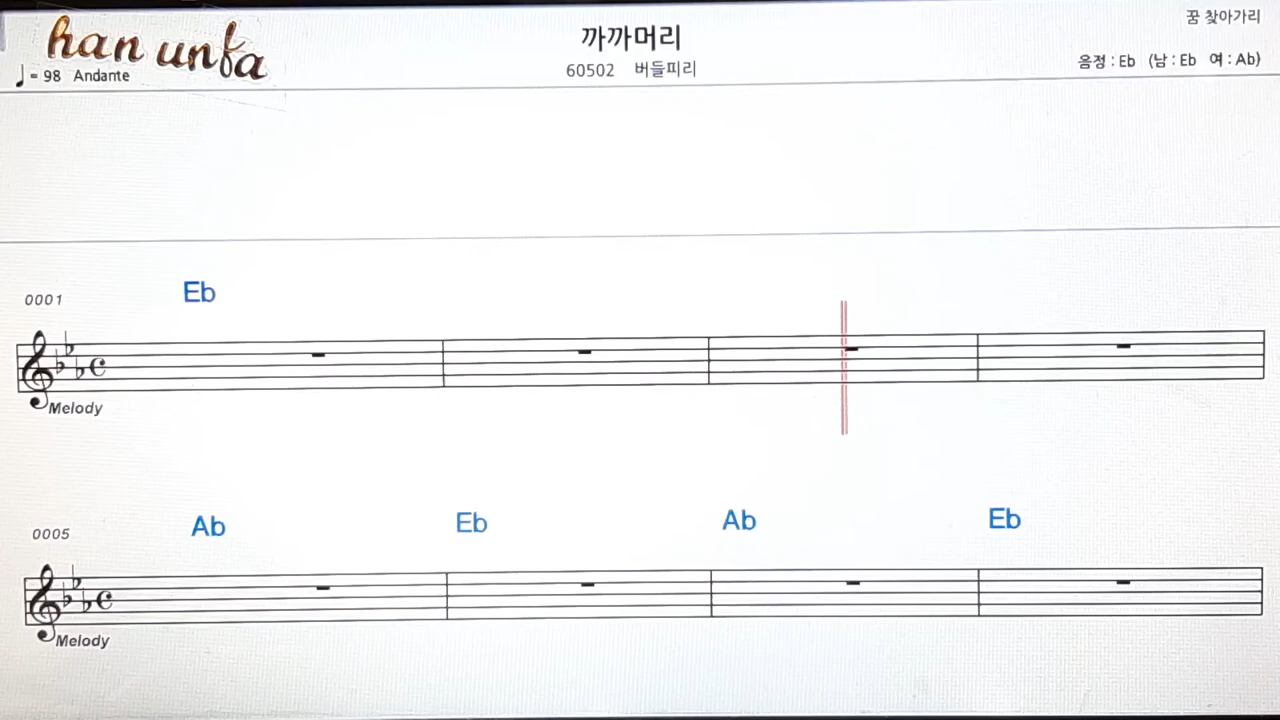 han unfa
까까머리
꿈 찾아가리
♩= 98 Andante
60502 버들피리
음정 : Eb (남 : Eb 여 : Ab)
0001
Eb
Melody
0005
Ab Eb Ab Eb
Melody